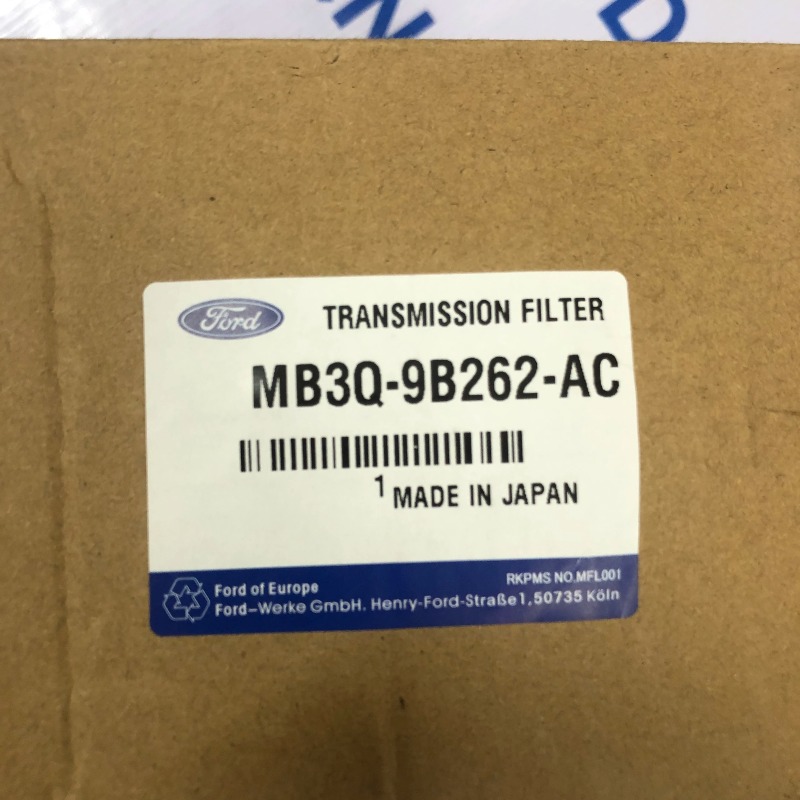 Ford
TRANSMISSION FILTER
MB3Q-9B262-AC
1 MADE IN JAPAN
RKPMS NO.MFL001
Ford of Europe
Ford-Werke GmbH. Henry-Ford-Straße1,50735 Köln